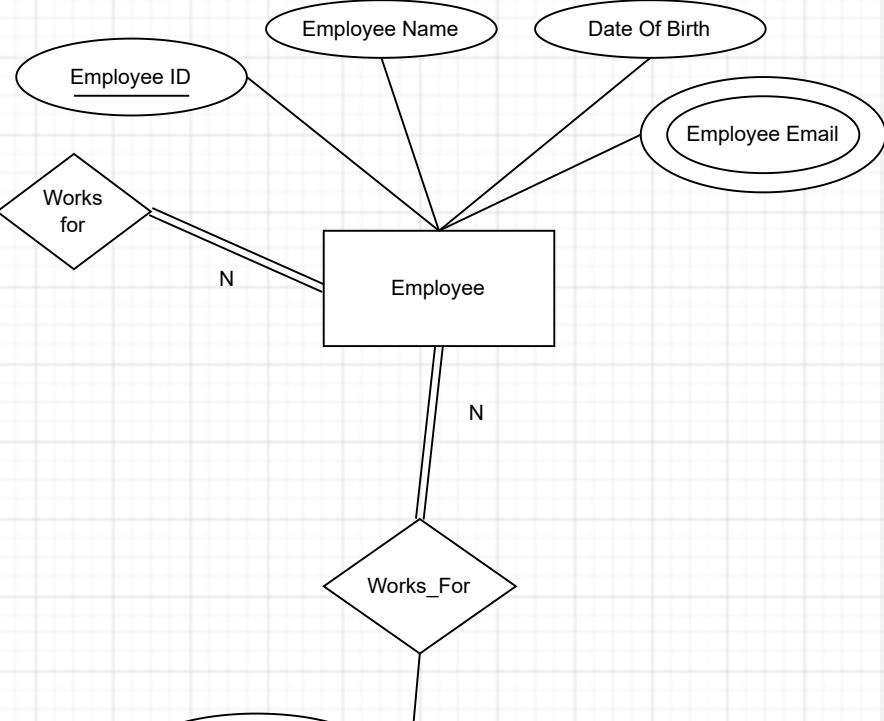 Employee Name
Date Of Birth
Employee ID
Employee Email
Works
for
N
Employee
N
Works_For